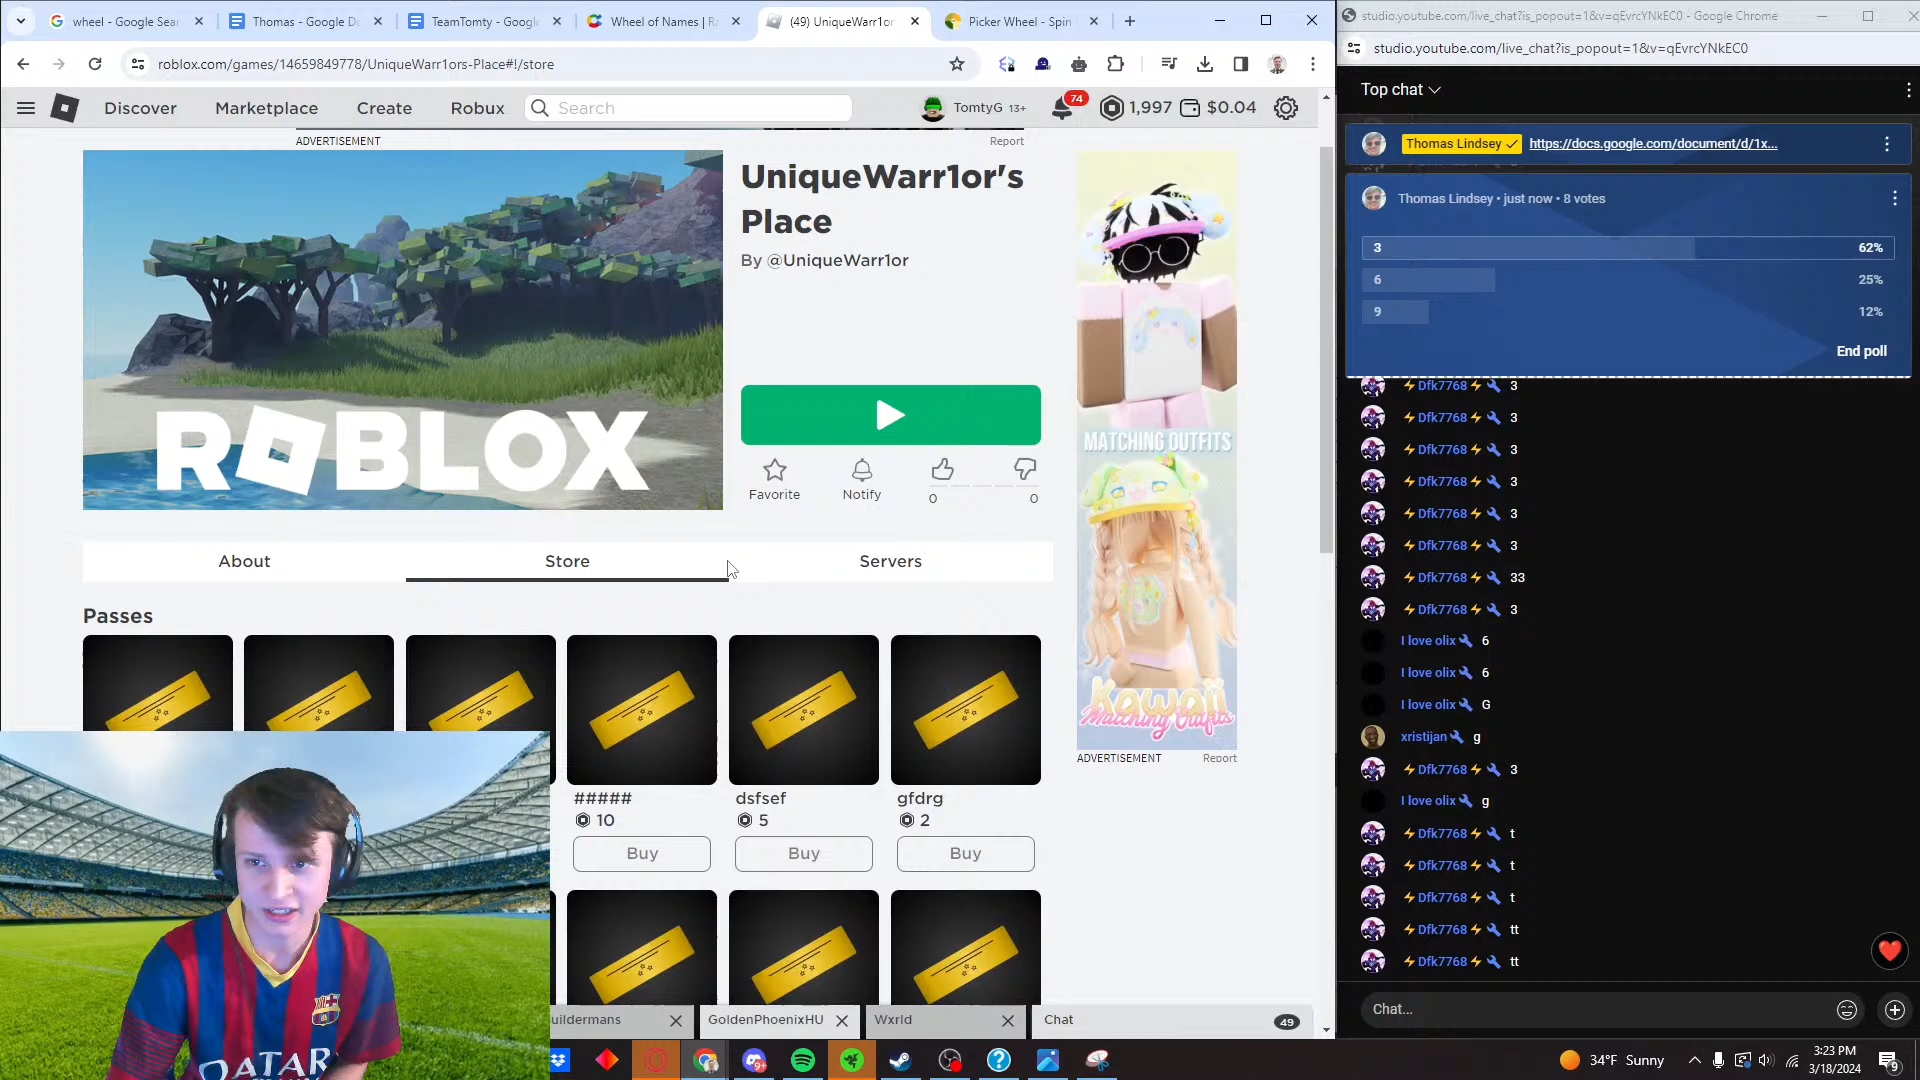 wheel - Google Sear
Thomas - Google Do
TeamTomty - Google
Wheel of Names | R
(49) UniqueWarr1or
Picker Wheel - Spin
roblox.com/games/14659849778/UniqueWarr1ors-Place#!/store
Discover
Marketplace
Create
Robux
Search
TomtyG 13+
74
1,997
$0.04
ADVERTISEMENT
Report
ROBLOX
UniqueWarr1or's
Place
By @UniqueWarr1or
Favorite
Notify
0
0
MATCHING OUTFITS
Kawaii
Matching Outfits
ADVERTISEMENT
Report
About
Store
Servers
Passes
#####
10
Buy
dsfsef
5
Buy
gfdrg
2
Buy
QATAR
uildermans
GoldenPhoenixHU
Wxrld
Chat
49
studio.youtube.com/live_chat?is_popout=1&v=qEvrcYNkEC0 - Google Chrome
studio.youtube.com/live_chat?is_popout=1&v=qEvrcYNkEC0
Top chat
Thomas Lindsey
https://docs.google.com/document/d/1x...
Thomas Lindsey • just now • 8 votes
3 62%
6 25%
9 12%
End poll
⚡Dfk7768⚡ 3
⚡Dfk7768⚡ 3
⚡Dfk7768⚡ 3
⚡Dfk7768⚡ 3
⚡Dfk7768⚡ 3
⚡Dfk7768⚡ 3
⚡Dfk7768⚡ 33
⚡Dfk7768⚡ 3
I love olix 6
I love olix 6
I love olix G
xristijan g
⚡Dfk7768⚡ 3
I love olix g
⚡Dfk7768⚡ t
⚡Dfk7768⚡ t
⚡Dfk7768⚡ t
⚡Dfk7768⚡ tt
⚡Dfk7768⚡ tt
Chat...
34°F Sunny
3:23 PM
3/18/2024
9